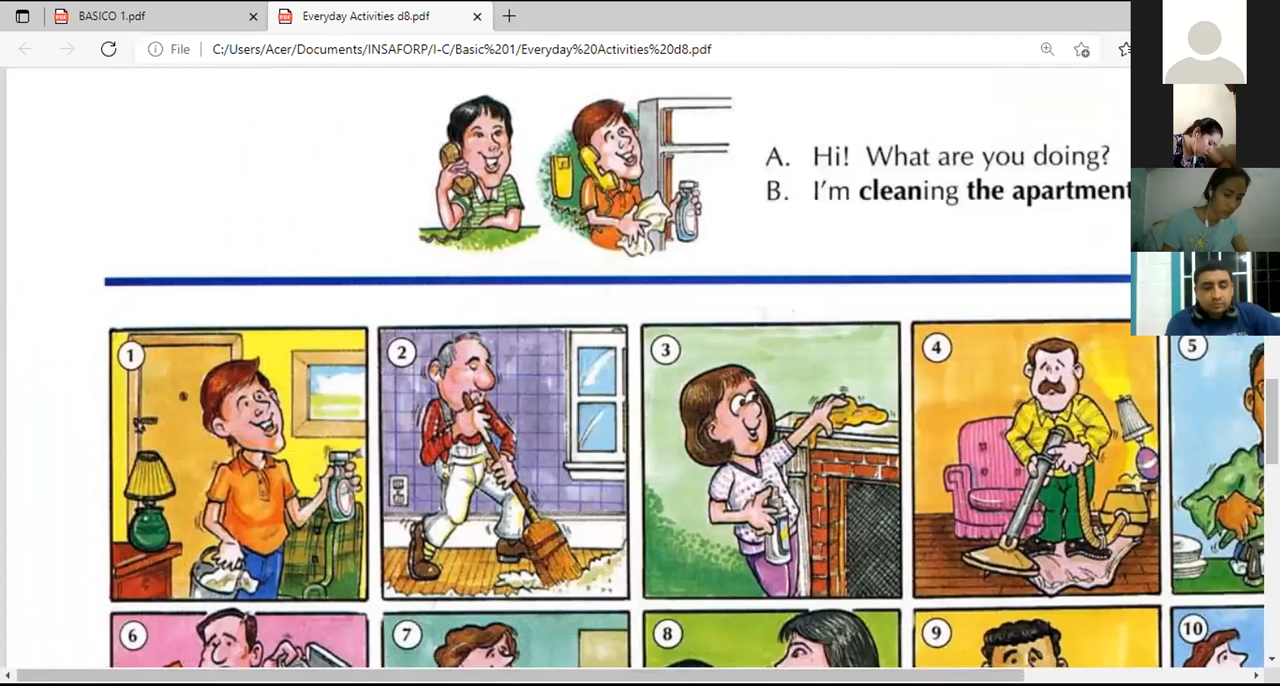 BASICO 1.pdf
Everyday Activities d8.pdf
File
C:/Users/Acer/Documents/INSAFORP/I-C/Basic%201/Everyday%20Activities%20d8.pdf
A. Hi! What are you doing?
B. I'm cleaning the apartment
1
2
3
4
5
6
7
8
9
10